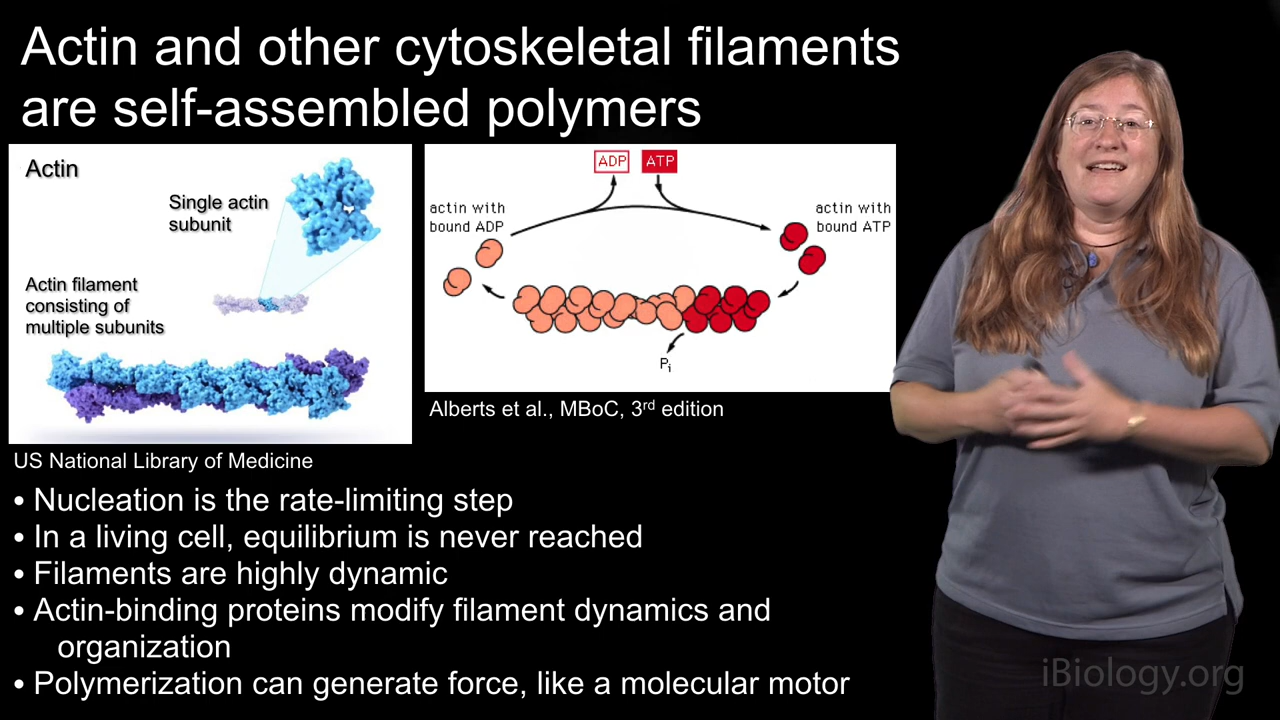 Actin and other cytoskeletal filaments
are self-assembled polymers
Actin
Single actin
subunit
Actin filament
consisting of
multiple subunits
US National Library of Medicine
ADP
ATP
actin with
bound ADP
actin with
bound ATP
Pi
Alberts et al., MBoC, 3rd edition
• Nucleation is the rate-limiting step
• In a living cell, equilibrium is never reached
• Filaments are highly dynamic
• Actin-binding proteins modify filament dynamics and
organization
• Polymerization can generate force, like a molecular motor
iBiology.org